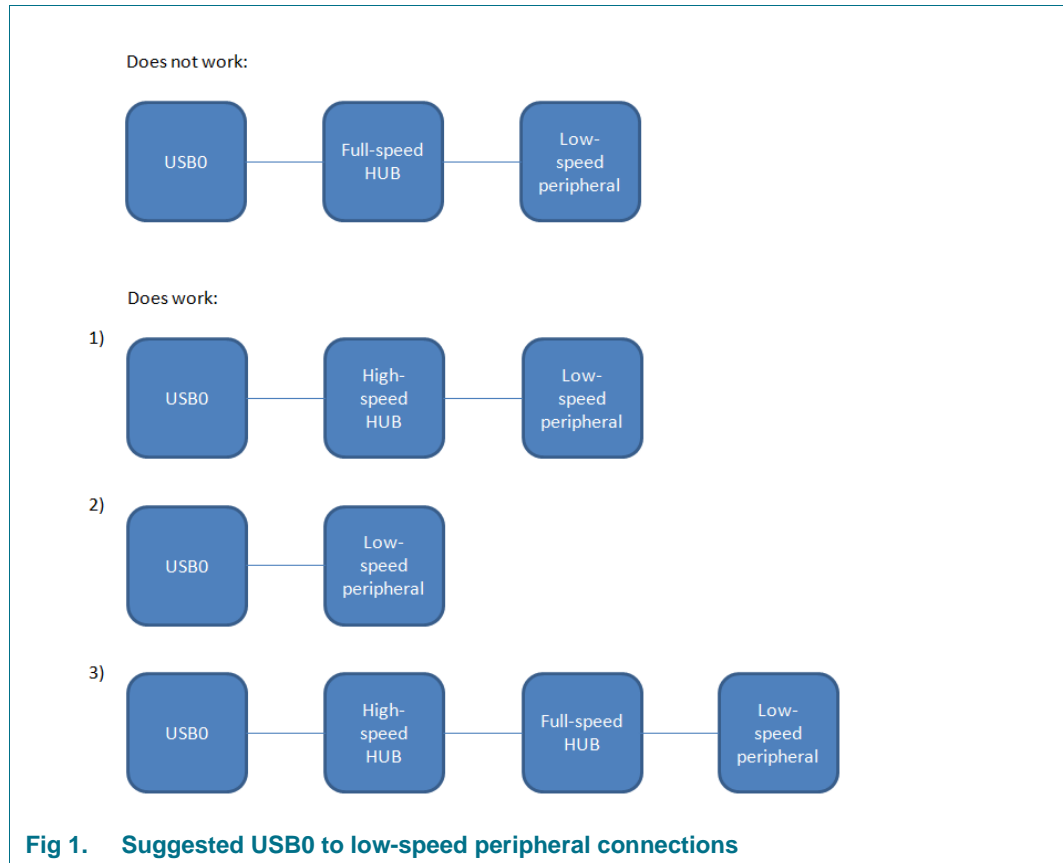 Does not work:
USB0
Full-speed
HUB
Low-
speed
peripheral
Does work:
1)
USB0
High-
speed
HUB
Low-
speed
peripheral
2)
USB0
Low-
speed
peripheral
3)
USB0
High-
speed
HUB
Full-speed
HUB
Low-
speed
peripheral
Fig 1. Suggested USB0 to low-speed peripheral connections